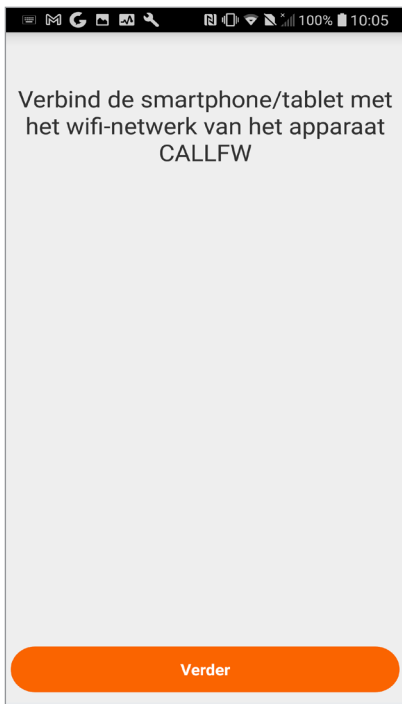 100% 10:05
Verbind de smartphone/tablet met
het wifi-netwerk van het apparaat
CALLFW
Verder